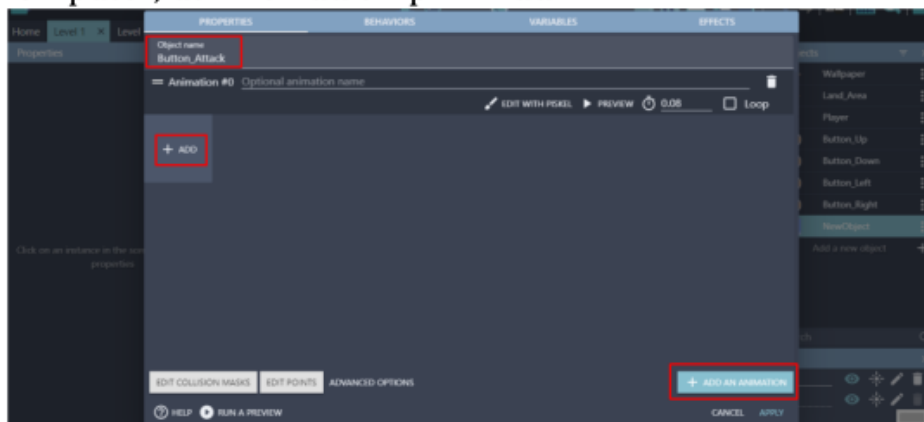 PROPERTIES BEHAVIORS VARIABLES EFFECTS
Home Level 1 × Level
Object name
Button_Attack
Properties
Animation #0 Optional animation name
EDIT WITH PISKEL PREVIEW 0.08 Loop
+ ADD
Wallpaper
Land_Area
Player
Button_Up
Button_Down
Button_Left
Button_Right
NewObject
Add a new object +
Click on an instance in the
properties
EDIT COLLISION MASKS EDIT POINTS ADVANCED OPTIONS + ADD AN ANIMATION
HELP RUN A PREVIEW CANCEL APPLY